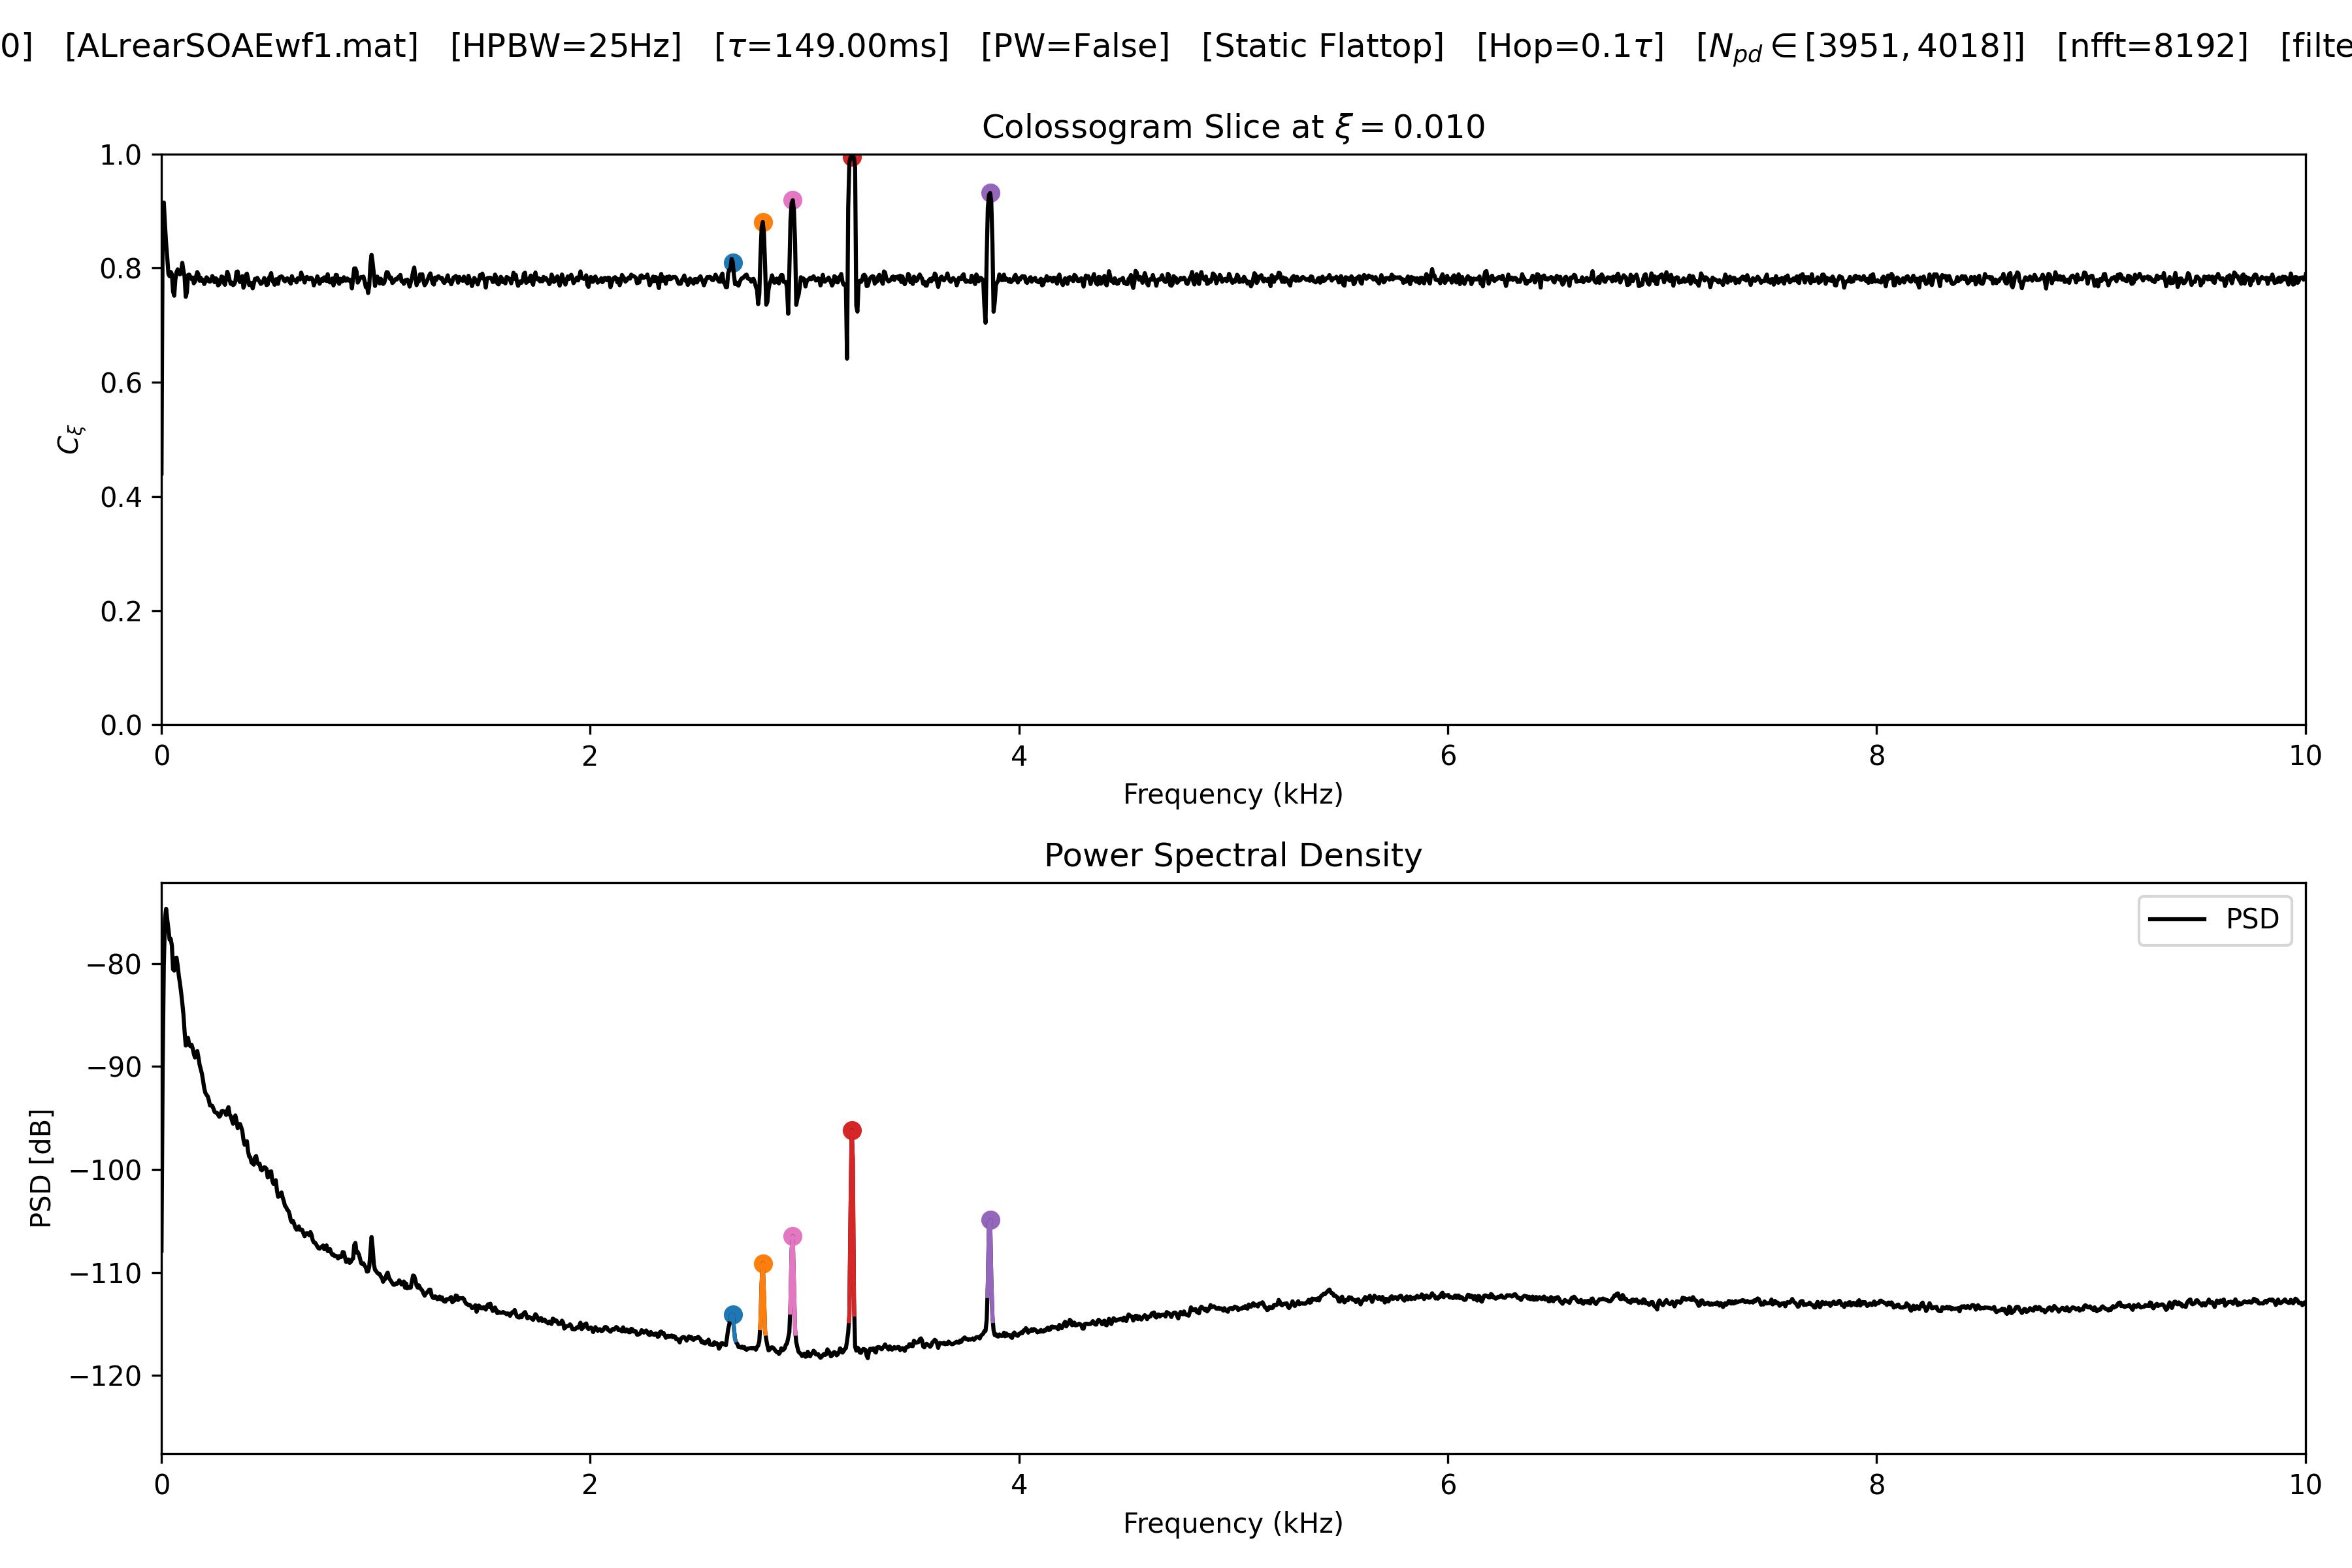 0] [ALrearSOAEwf1.mat] [HPBW=25Hz] [τ=149.00ms] [PW=False] [Static Flattop] [Hop=0.1τ] [N_pd ∈ [3951, 4018]] [nfft=8192] [filte
Colossogram Slice at ξ = 0.010
1.0
0.8
0.6
0.4
0.2
0.0
C_ξ
0 2 4 6 8 10
Frequency (kHz)
Power Spectral Density
PSD
−80
−90
−100
−110
−120
PSD [dB]
0 2 4 6 8 10
Frequency (kHz)